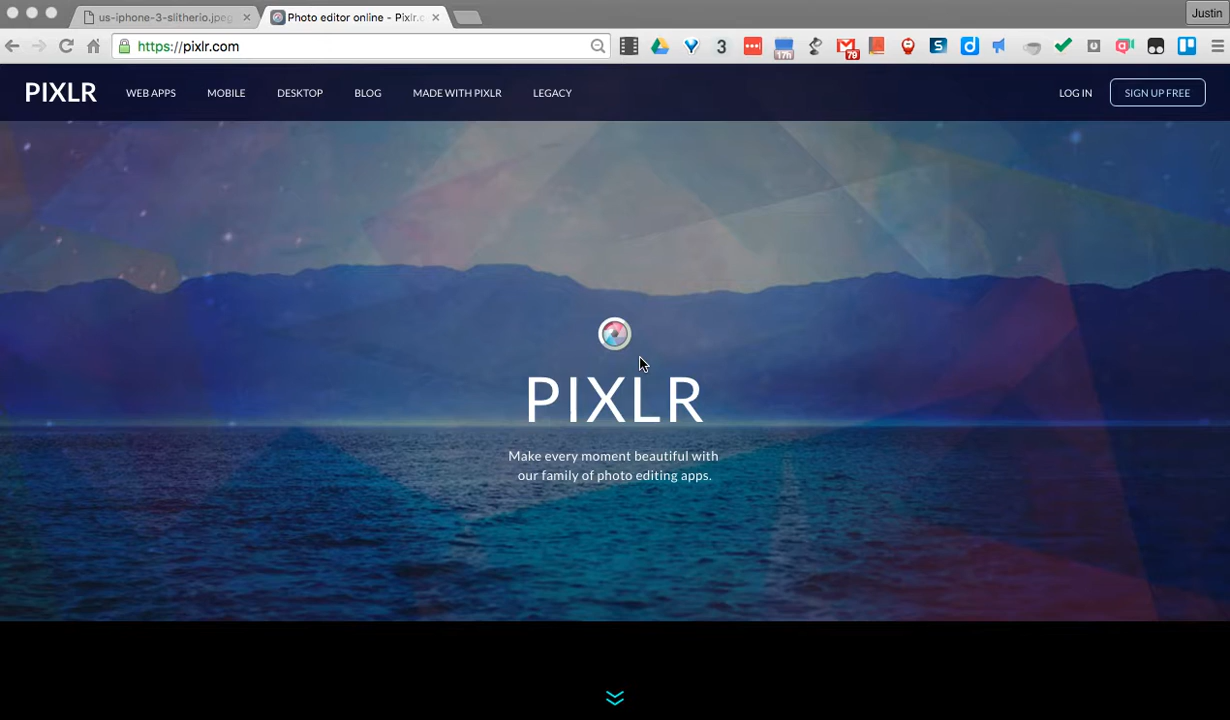 us-iphone-3-slitherio.jpeg
Photo editor online - Pixlr.c
Justin
https://pixlr.com
3
17h
79
PIXLR
WEB APPS
MOBILE
DESKTOP
BLOG
MADE WITH PIXLR
LEGACY
LOG IN
SIGN UP FREE
PIXLR
Make every moment beautiful with
our family of photo editing apps.